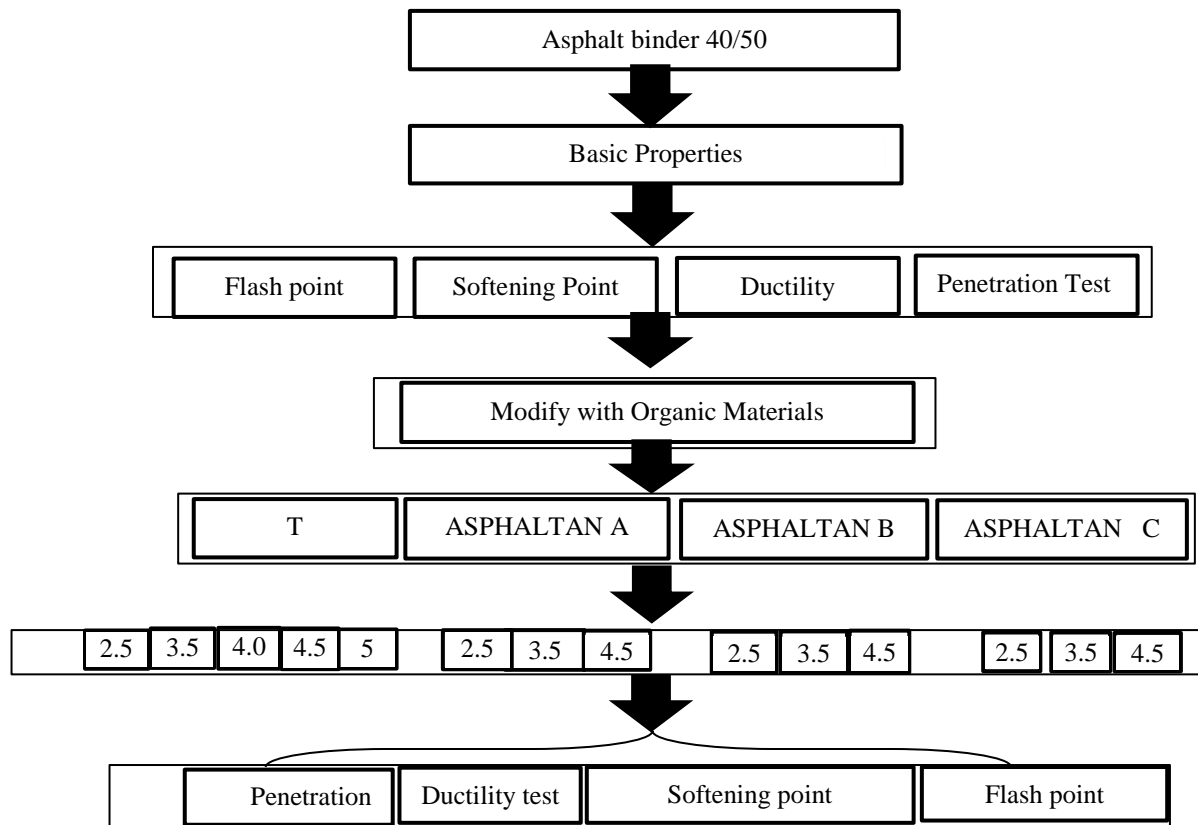 Asphalt binder 40/50
Basic Properties
Flash point Softening Point Ductility Penetration Test
Modify with Organic Materials
T ASPHALTAN A ASPHALTAN B ASPHALTAN C
2.5 3.5 4.0 4.5 5 2.5 3.5 4.5 2.5 3.5 4.5 2.5 3.5 4.5
Penetration Ductility test Softening point Flash point